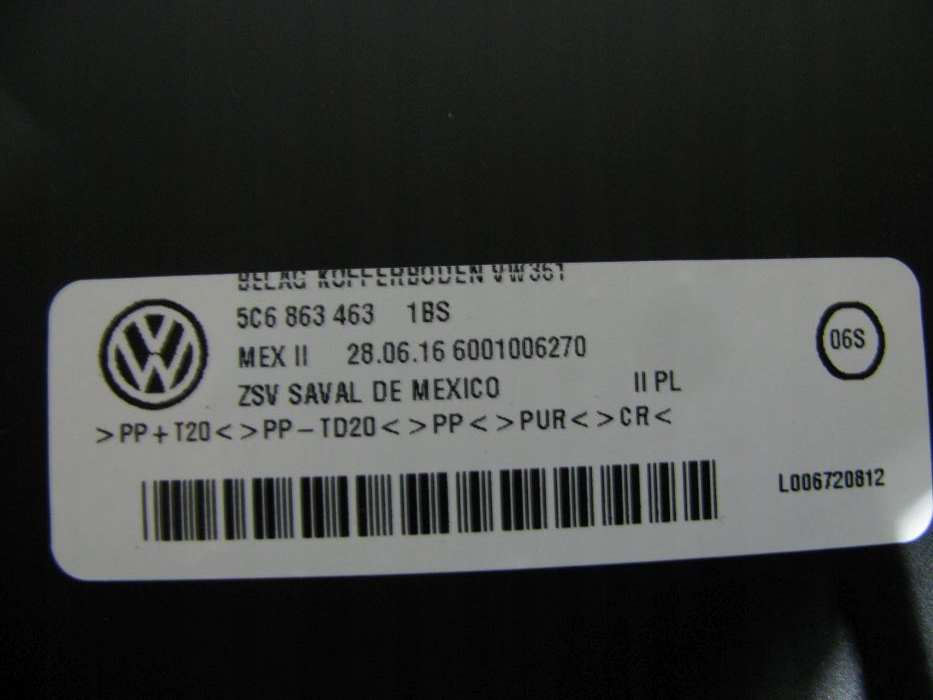 BELAG KOFFERBODEN VW361
5C6 863 463 1BS
MEX II 28.06.16 6001006270
ZSV SAVAL DE MEXICO II PL
>PP+T20<>PP-TD20<>PP<>PUR<>CR<
06S
L006720812